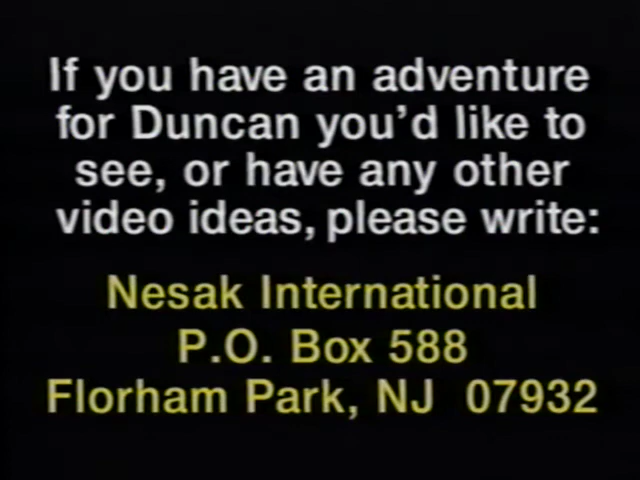 If you have an adventure
for Duncan you'd like to
see, or have any other
video ideas, please write:
Nesak International
P.O. Box 588
Florham Park, NJ  07932